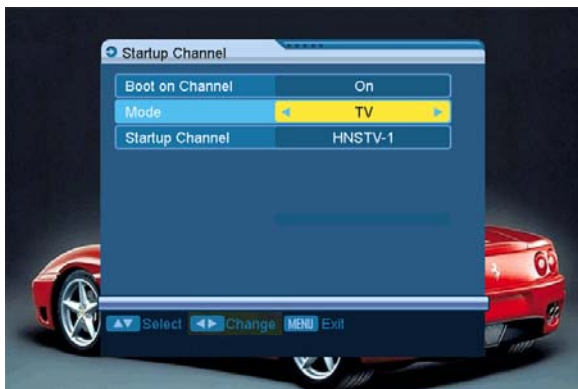 Startup Channel
Boot on Channel On
Mode TV
Startup Channel HNSTV-1
Select Change MENU Exit